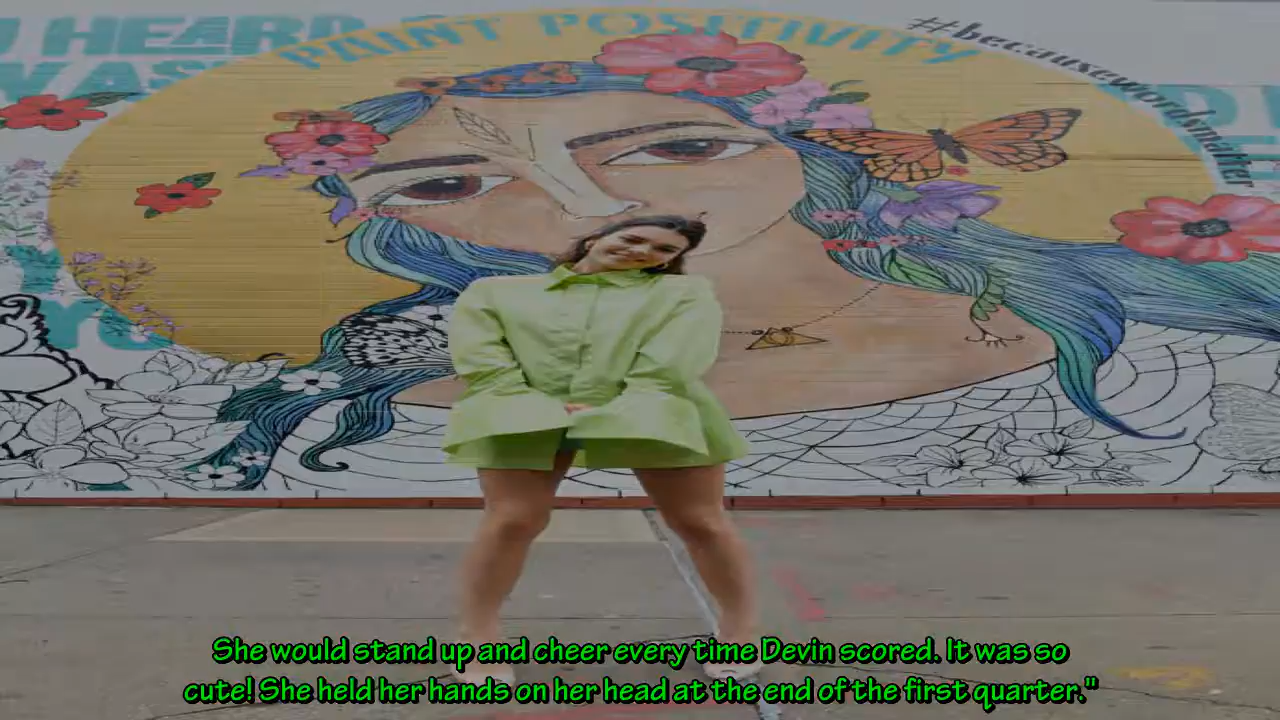 U HEARD
PAINT POSITIVITY
#becausewordsmatter
She would stand up and cheer every time Devin scored. It was so
cute! She held her hands on her head at the end of the first quarter."